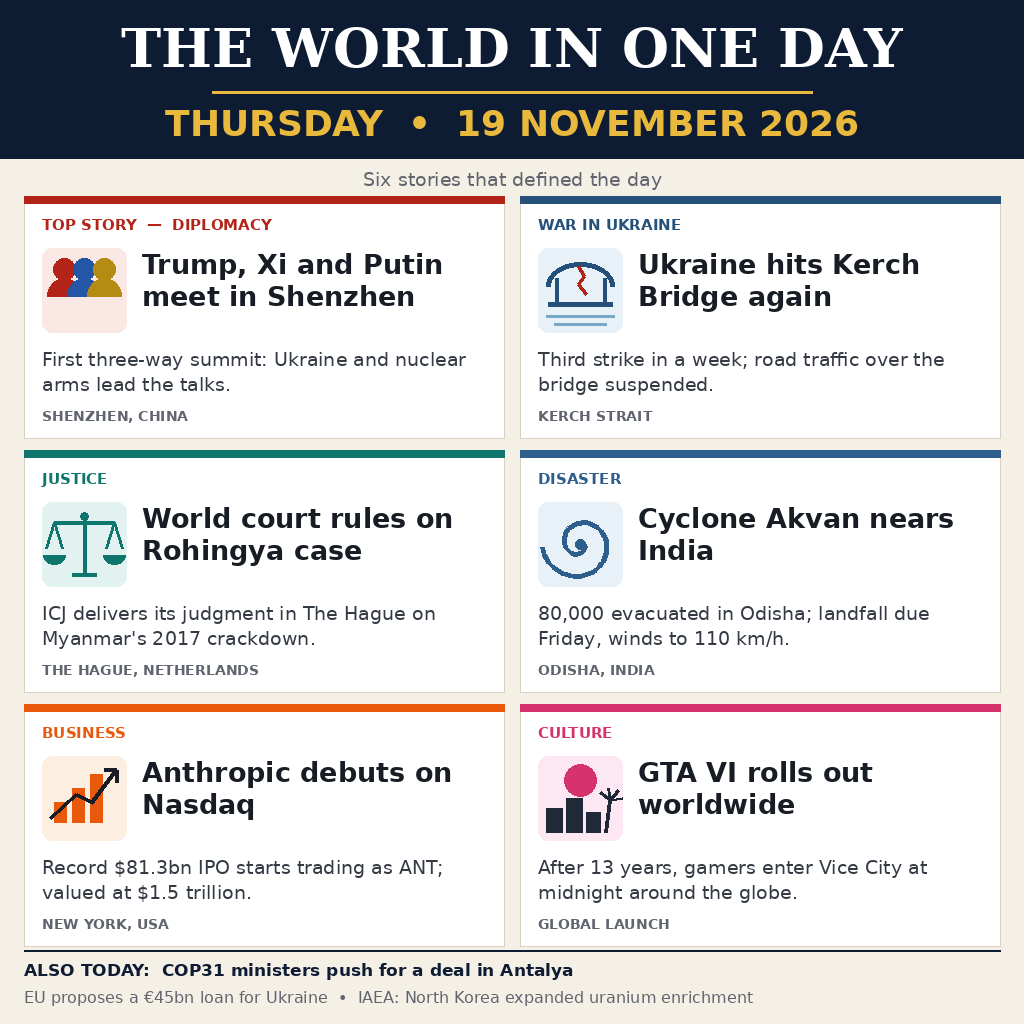 THE WORLD IN ONE DAY
THURSDAY • 19 NOVEMBER 2026
Six stories that defined the day
TOP STORY — DIPLOMACY
Trump, Xi and Putin
meet in Shenzhen
First three-way summit: Ukraine and nuclear
arms lead the talks.
SHENZHEN, CHINA
WAR IN UKRAINE
Ukraine hits Kerch
Bridge again
Third strike in a week; road traffic over the
bridge suspended.
KERCH STRAIT
JUSTICE
World court rules on
Rohingya case
ICJ delivers its judgment in The Hague on
Myanmar's 2017 crackdown.
THE HAGUE, NETHERLANDS
DISASTER
Cyclone Akvan nears
India
80,000 evacuated in Odisha; landfall due
Friday, winds to 110 km/h.
ODISHA, INDIA
BUSINESS
Anthropic debuts on
Nasdaq
Record $81.3bn IPO starts trading as ANT;
valued at $1.5 trillion.
NEW YORK, USA
CULTURE
GTA VI rolls out
worldwide
After 13 years, gamers enter Vice City at
midnight around the globe.
GLOBAL LAUNCH
ALSO TODAY: COP31 ministers push for a deal in Antalya
EU proposes a €45bn loan for Ukraine • IAEA: North Korea expanded uranium enrichment